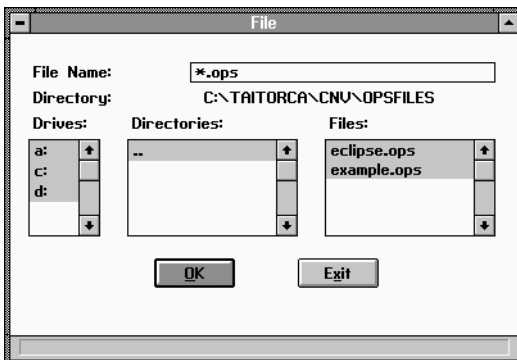 File
File Name: *.ops
Directory: C:\TAITORCA\CNV\OPSFILES
Drives: Directories: Files:
a: .. eclipse.ops
c: example.ops
d:
OK Exit